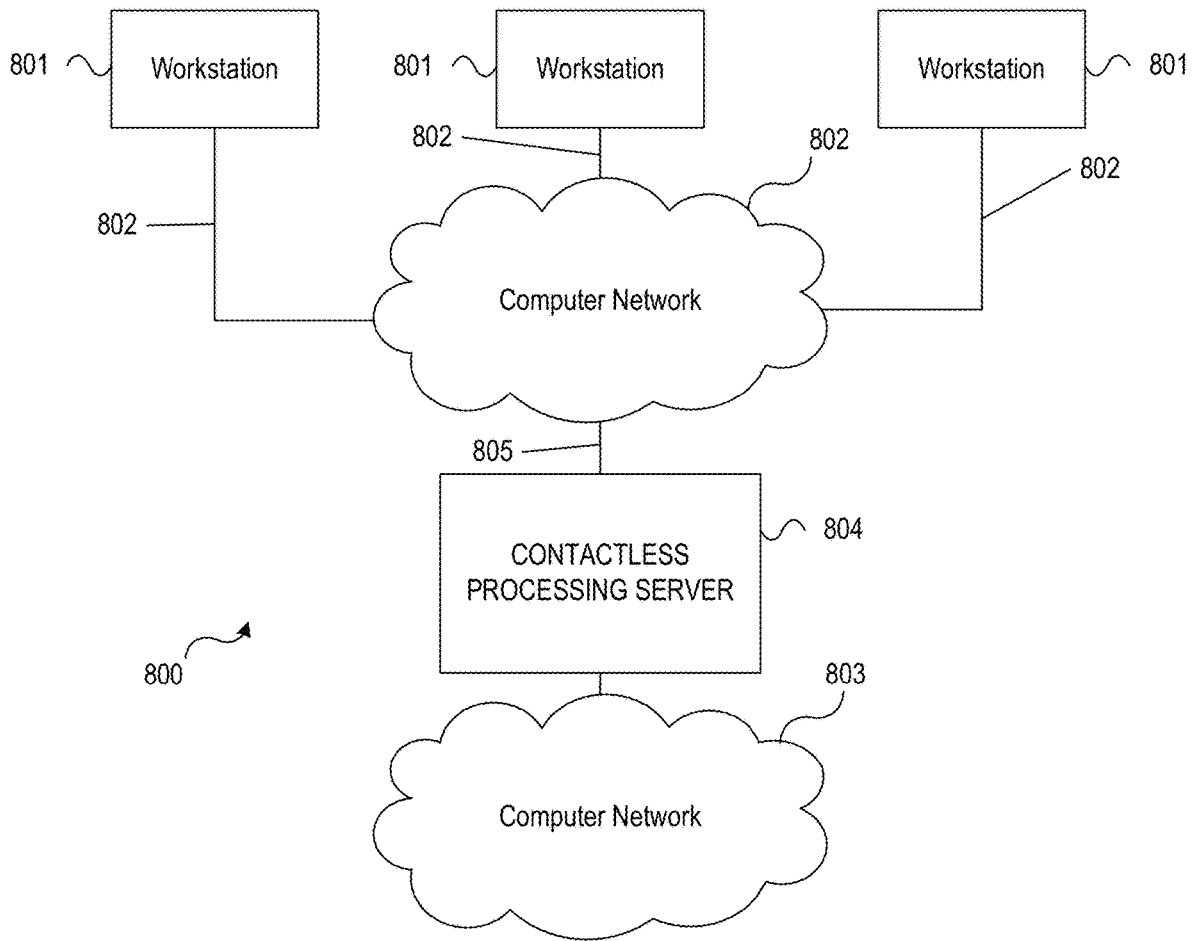 801
Workstation
801
Workstation
Workstation
801
802
802
802
802
Computer Network
805
CONTACTLESS
PROCESSING SERVER
804
800
803
Computer Network